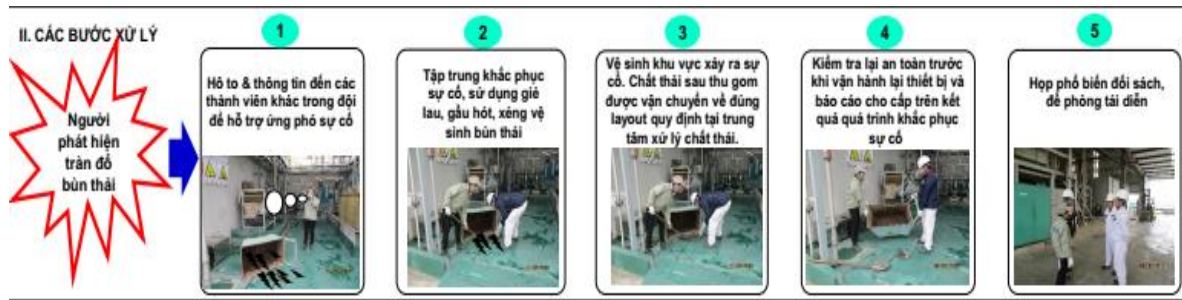 II. CÁC BƯỚC XỬ LÝ
Người
phát hiện
tràn đổ
bùn thải
1
Hô to & thông tin đến các
thành viên khác trong đội
để hỗ trợ ứng phó sự cố
2
Tập trung khắc phục
sự cố, sử dụng giẻ
lau, gầu hót, xẻng vệ
sinh bùn thải
3
Vệ sinh khu vực xảy ra sự
cố. Chất thải sau thu gom
được vận chuyển về đúng
layout quy định tại trung
tâm xử lý chất thải.
4
Kiểm tra lại an toàn trước
khi vận hành lại thiết bị và
báo cáo cho cấp trên kết
quả quá trình khắc phục
sự cố
5
Họp phổ biến đối sách,
đề phòng tái diễn